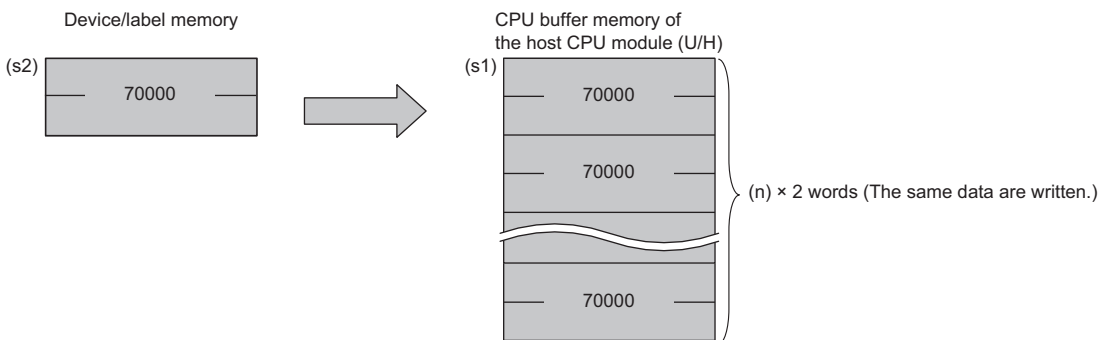 Device/label memory
CPU buffer memory of
the host CPU module (U/H)
(s2)
70000
(s1)
70000
70000
(n) × 2 words (The same data are written.)
70000